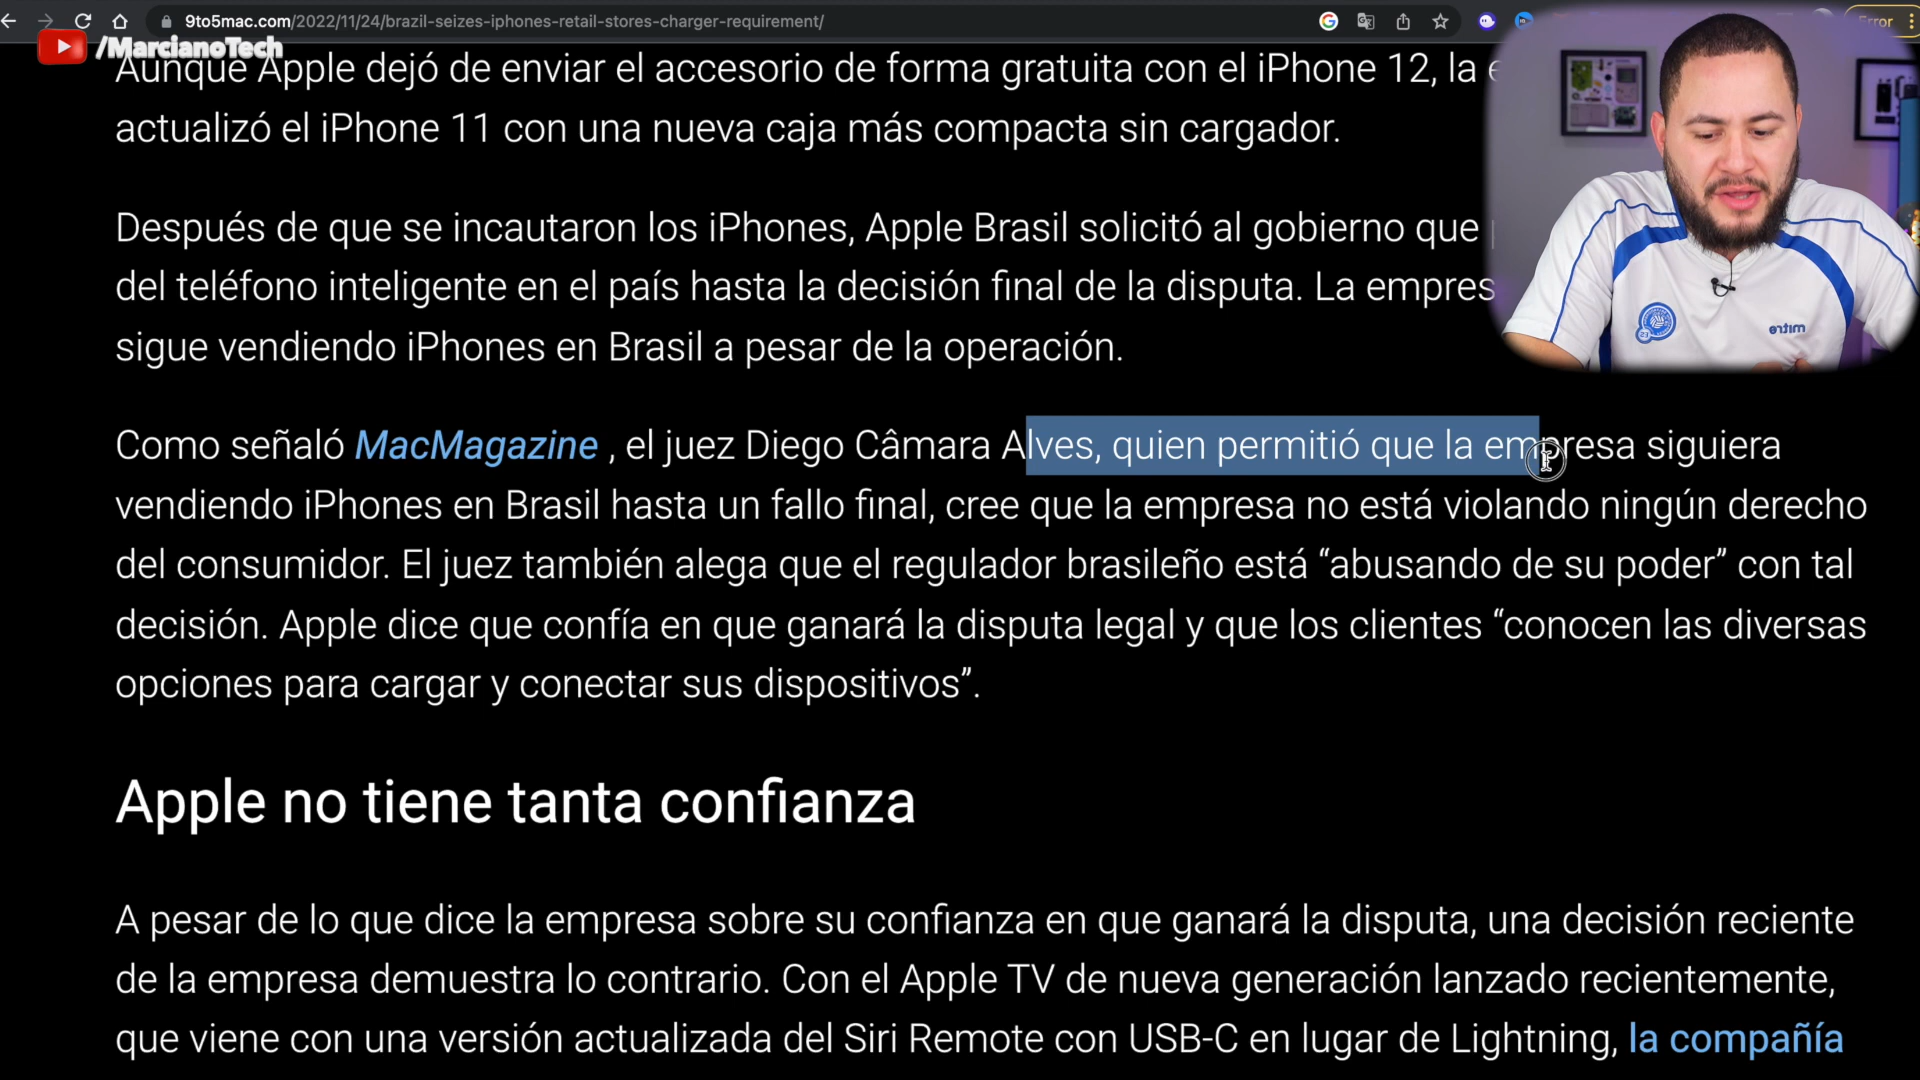 9to5mac.com/2022/11/24/brazil-seizes-iphones-retail-stores-charger-requirement/
Error
/MarcianoTech
Aunque Apple dejó de enviar el accesorio de forma gratuita con el iPhone 12, la
actualizó el iPhone 11 con una nueva caja más compacta sin cargador.
Después de que se incautaron los iPhones, Apple Brasil solicitó al gobierno que
del teléfono inteligente en el país hasta la decisión final de la disputa. La empres
sigue vendiendo iPhones en Brasil a pesar de la operación.
Como señaló MacMagazine , el juez Diego Câmara Alves, quien permitió que la empresa siguiera
vendiendo iPhones en Brasil hasta un fallo final, cree que la empresa no está violando ningún derecho
del consumidor. El juez también alega que el regulador brasileño está “abusando de su poder” con tal
decisión. Apple dice que confía en que ganará la disputa legal y que los clientes “conocen las diversas
opciones para cargar y conectar sus dispositivos”.
Apple no tiene tanta confianza
A pesar de lo que dice la empresa sobre su confianza en que ganará la disputa, una decisión reciente
de la empresa demuestra lo contrario. Con el Apple TV de nueva generación lanzado recientemente,
que viene con una versión actualizada del Siri Remote con USB-C en lugar de Lightning, la compañía
mitre